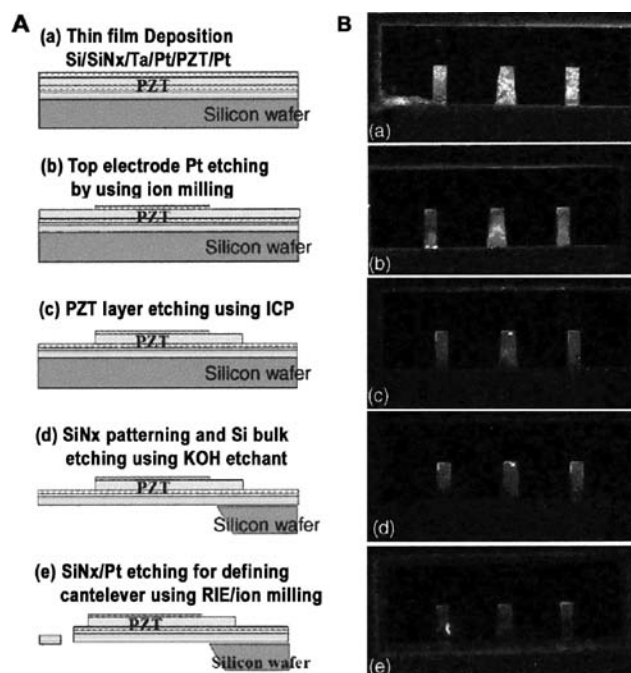 A
(a) Thin film Deposition
Si/SiNx/Ta/Pt/PZT/Pt
PZT
Silicon wafer
(b) Top electrode Pt etching
by using ion milling
PZT
Silicon wafer
(c) PZT layer etching using ICP
PZT
Silicon wafer
(d) SiNx patterning and Si bulk
etching using KOH etchant
PZT
Silicon wafer
(e) SiNx/Pt etching for defining
cantelever using RIE/ion milling
PZT
Silicon wafer
B
(a)
(b)
(c)
(d)
(e)